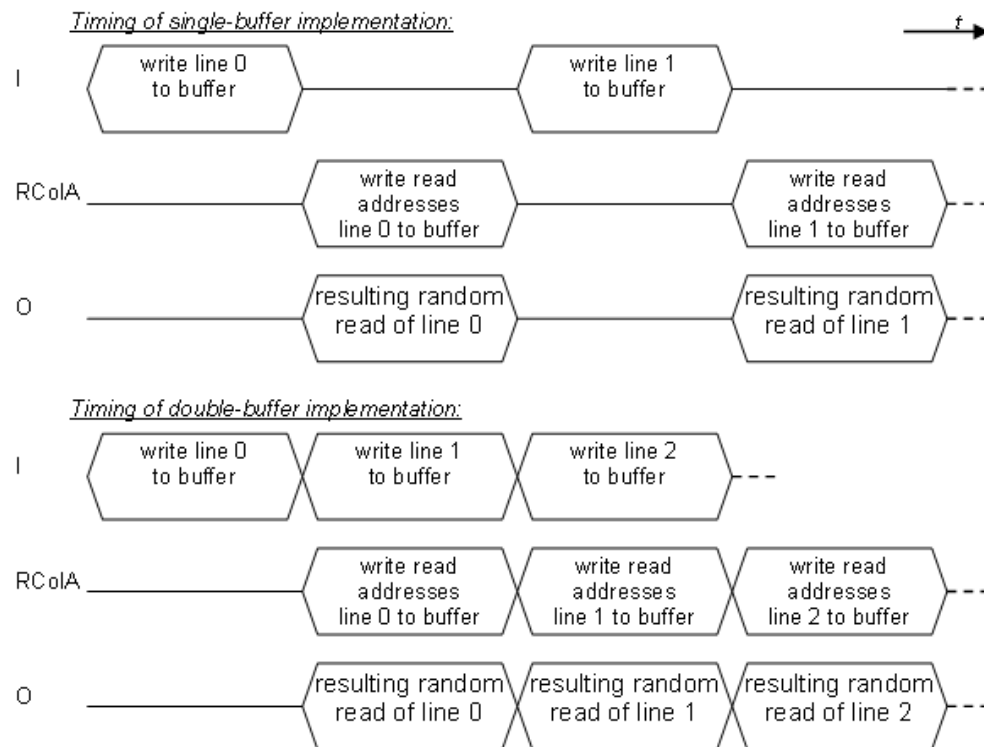 Timing of single-buffer implementation:
t
I
write line 0
to buffer
write line 1
to buffer
RColA
write read
addresses
line 0 to buffer
write read
addresses
line 1 to buffer
O
resulting random
read of line 0
resulting random
read of line 1
Timing of double-buffer implementation:
I
write line 0
to buffer
write line 1
to buffer
write line 2
to buffer
RColA
write read
addresses
line 0 to buffer
write read
addresses
line 1 to buffer
write read
addresses
line 2 to buffer
O
resulting random
read of line 0
resulting random
read of line 1
resulting random
read of line 2